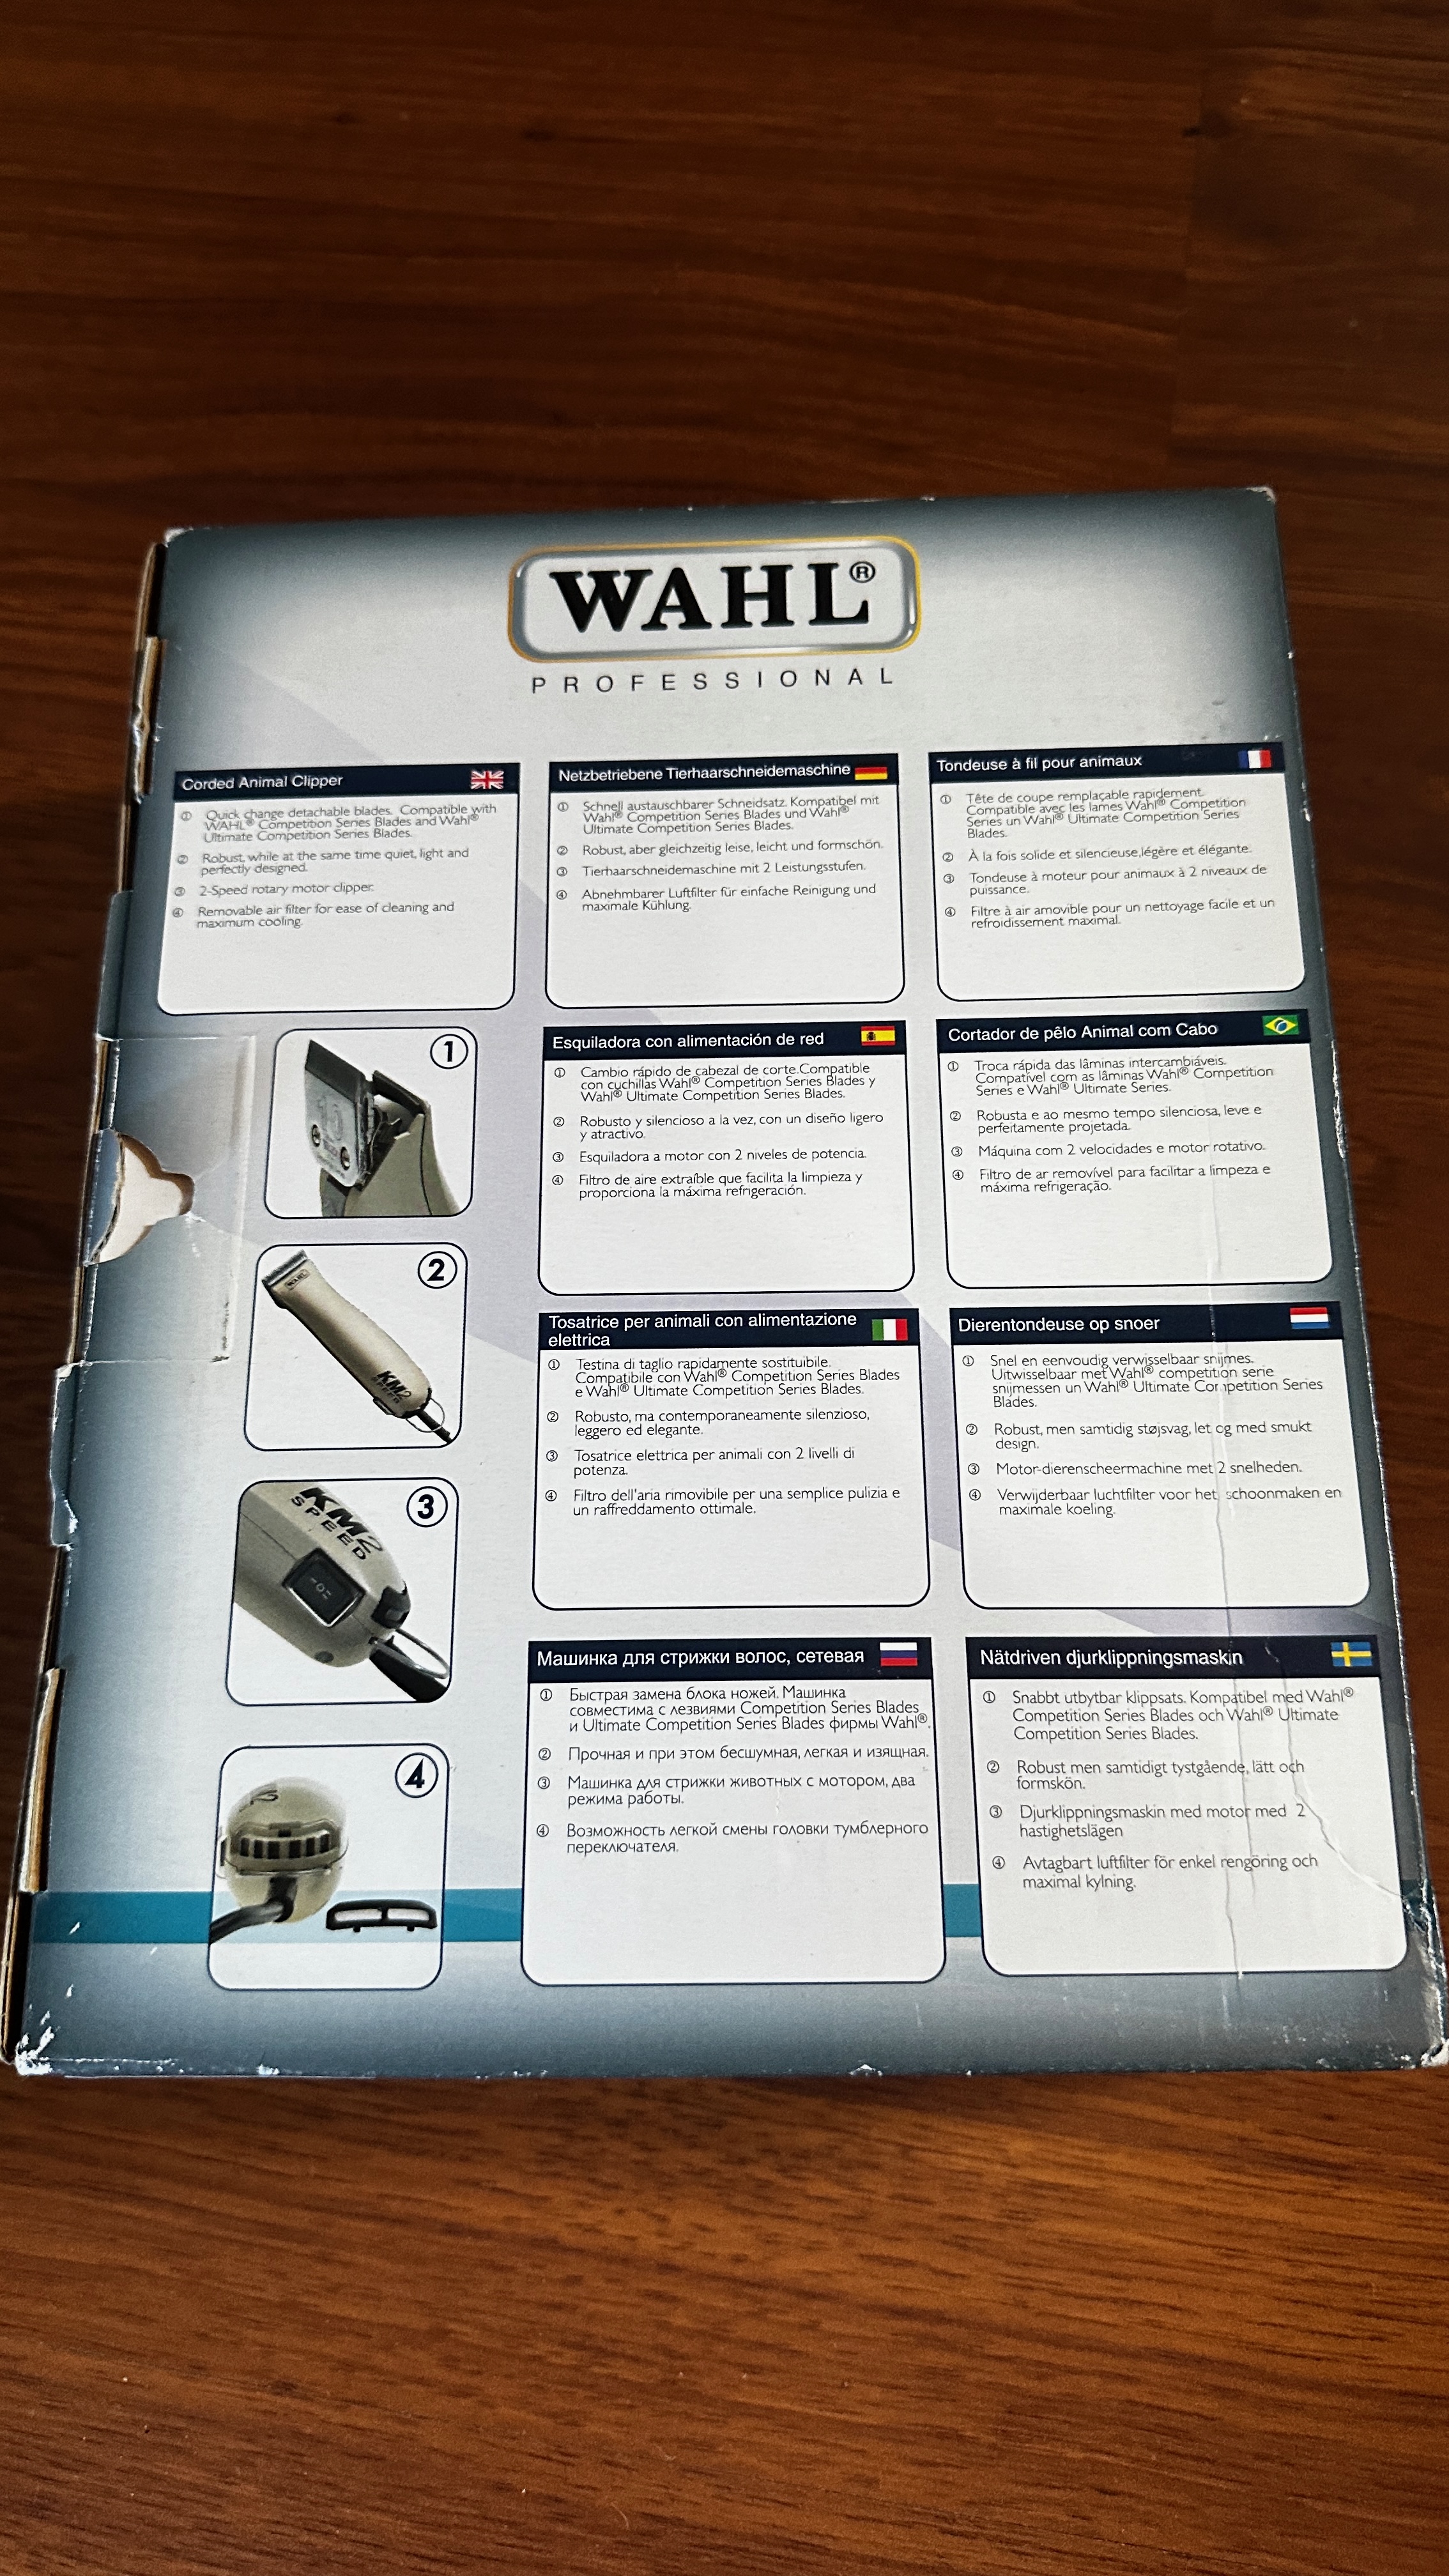 WAHL®
PROFESSIONAL
Corded Animal Clipper
① Quick change detachable blades. Compatible with
WAHL® Competition Series Blades and Wahl®
Ultimate Competition Series Blades.
② Robust, while at the same time quiet, light and
perfectly designed.
③ 2-Speed rotary motor clipper.
④ Removable air filter for ease of cleaning and
maximum cooling.
Netzbetriebene Tierhaarschneidemaschine
① Schnell austauschbarer Schneidsatz. Kompatibel mit
Wahl® Competition Series Blades und Wahl®
Ultimate Competition Series Blades.
② Robust, aber gleichzeitig leise, leicht und formschön.
③ Tierhaarschneidemaschine mit 2 Leistungsstufen.
④ Abnehmbarer Luftfilter für einfache Reinigung und
maximale Kühlung.
Tondeuse à fil pour animaux
① Tête de coupe remplaçable rapidement.
Compatible avec les lames Wahl® Competition
Series un Wahl® Ultimate Competition Series
Blades.
② À la fois solide et silencieuse,légère et élégante.
③ Tondeuse à moteur pour animaux à 2 niveaux de
puissance.
④ Filtre à air amovible pour un nettoyage facile et un
refroidissement maximal.
1
2
WAHL
KM2
SPEED
3
KM2
SPEED
I O II
4
Esquiladora con alimentación de red
① Cambio rápido de cabezal de corte.Compatible
con cuchillas Wahl® Competition Series Blades y
Wahl® Ultimate Competition Series Blades.
② Robusto y silencioso a la vez, con un diseño ligero
y atractivo.
③ Esquiladora a motor con 2 niveles de potencia.
④ Filtro de aire extraíble que facilita la limpieza y
proporciona la máxima refrigeración.
Cortador de pêlo Animal com Cabo
① Troca rápida das lâminas intercambiáveis.
Compatível com as lâminas Wahl® Competition
Series e Wahl® Ultimate Series.
② Robusta e ao mesmo tempo silenciosa, leve e
perfeitamente projetada.
③ Máquina com 2 velocidades e motor rotativo.
④ Filtro de ar removível para facilitar a limpeza e
máxima refrigeração.
Tosatrice per animali con alimentazione
elettrica
① Testina di taglio rapidamente sostituibile.
Compatibile con Wahl® Competition Series Blades
e Wahl® Ultimate Competition Series Blades.
② Robusto, ma contemporaneamente silenzioso,
leggero ed elegante.
③ Tosatrice elettrica per animali con 2 livelli di
potenza.
④ Filtro dell'aria rimovibile per una semplice pulizia e
un raffreddamento ottimale.
Dierentondeuse op snoer
① Snel en eenvoudig verwisselbaar snijmes.
Uitwisselbaar met Wahl® competition serie
snijmessen un Wahl® Ultimate Competition Series
Blades.
② Robust, men samtidig støjsvag, let og med smukt
design.
③ Motor-dierenscheermachine met 2 snelheden.
④ Verwijderbaar luchtfilter voor het schoonmaken en
maximale koeling.
Машинка для стрижки волос, сетевая
① Быстрая замена блока ножей. Машинка
совместима с лезвиями Competition Series Blades
и Ultimate Competition Series Blades фирмы Wahl®.
② Прочная и при этом бесшумная, легкая и изящная.
③ Машинка для стрижки животных с мотором, два
режима работы.
④ Возможность легкой смены головки тумблерного
переключателя.
Nätdriven djurklippningsmaskin
① Snabbt utbytbar klippsats. Kompatibel med Wahl®
Competition Series Blades och Wahl® Ultimate
Competition Series Blades.
② Robust men samtidigt tystgående, lätt och
formskön.
③ Djurklippningsmaskin med motor med 2
hastighetslägen
④ Avtagbart luftfilter för enkel rengöring och
maximal kylning.